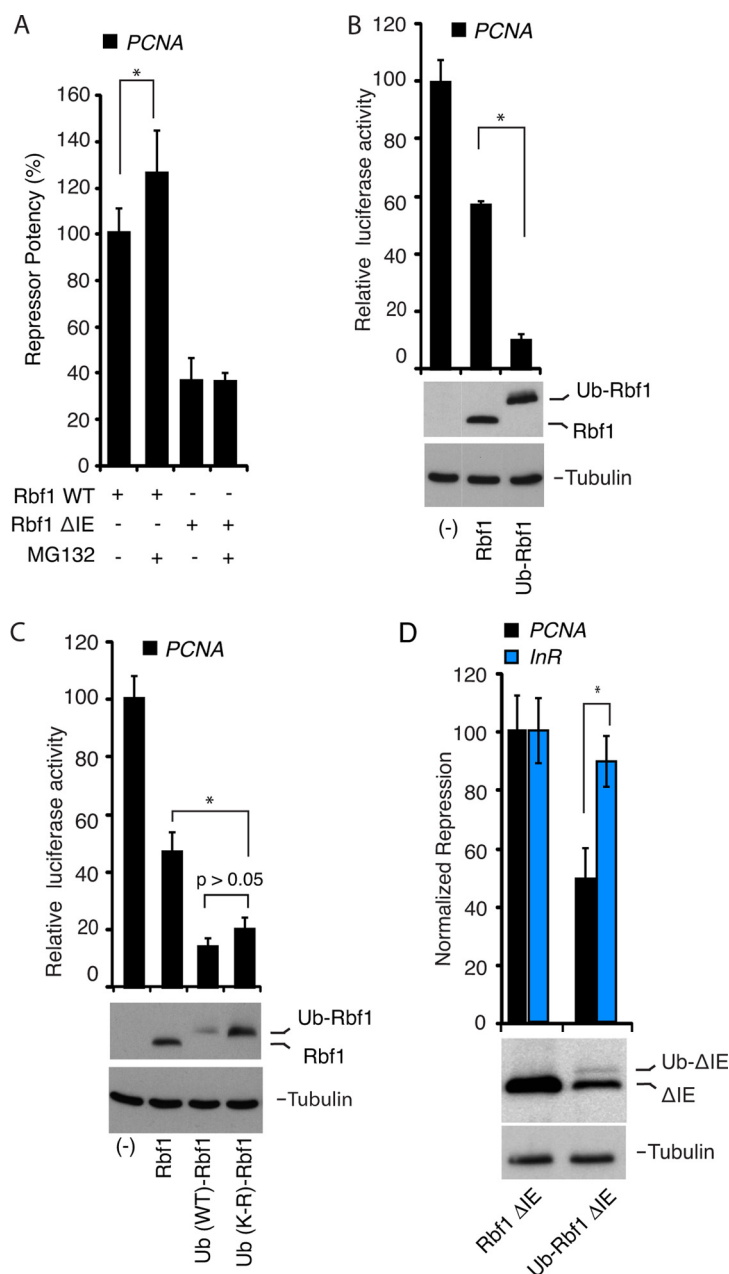 A
PCNA
*
Repressor Potency (%)
160
140
120
100
80
60
40
20
0
Rbf1 WT + + - -
Rbf1 ΔIE - - + +
MG132 - + - +
B
PCNA
*
Relative luciferase activity
120
100
80
60
40
20
0
Ub-Rbf1
Rbf1
-Tubulin
(-)
Rbf1
Ub-Rbf1
C
PCNA
*
p > 0.05
Relative luciferase activity
120
100
80
60
40
20
0
Ub-Rbf1
Rbf1
-Tubulin
(-)
Rbf1
Ub (WT)-Rbf1
Ub (K-R)-Rbf1
D
PCNA
InR
*
Normalized Repression
120
100
80
60
40
20
0
Ub-ΔIE
ΔIE
-Tubulin
Rbf1 ΔIE
Ub-Rbf1 ΔIE